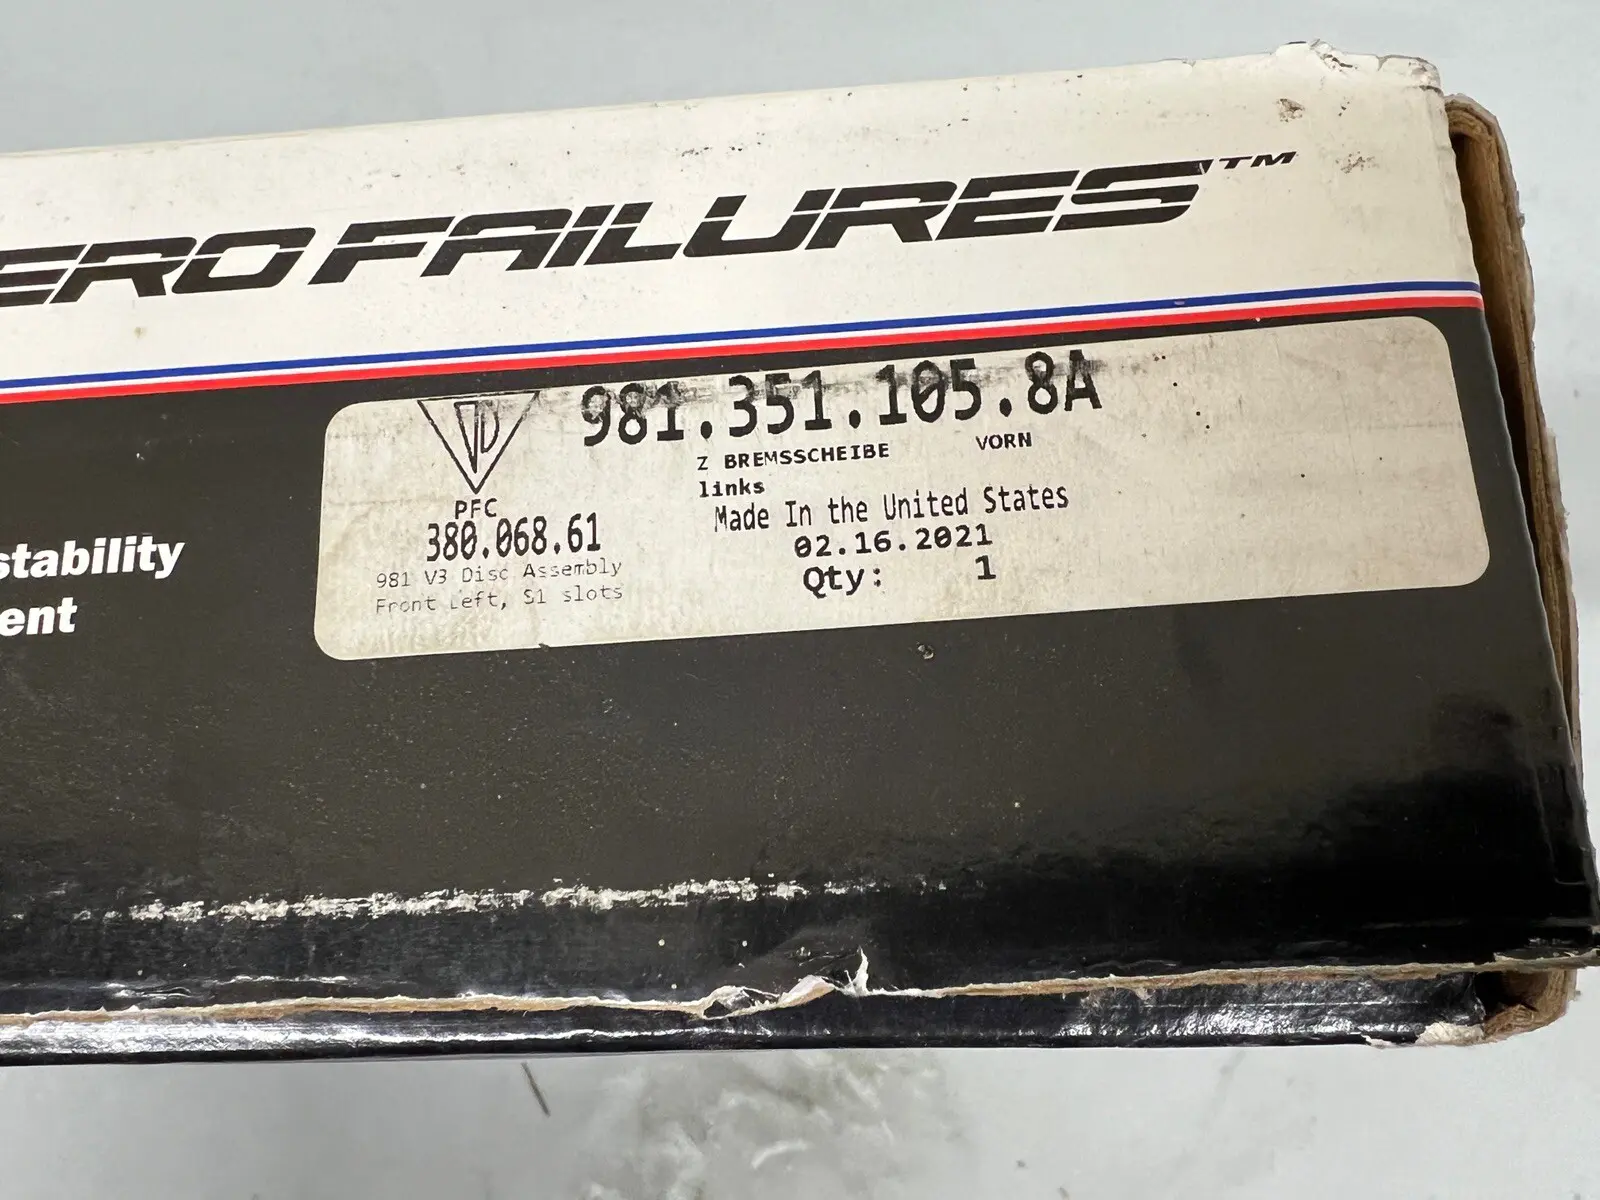 ERO FAILURES™
981.351.105.8A
Z BREMSSCHEIBE VORN
links
PFC
380.068.61
Made In the United States
02.16.2021
Qty: 1
981 V3 Disc Assembly
Front Left, S1 slots
stability
ent